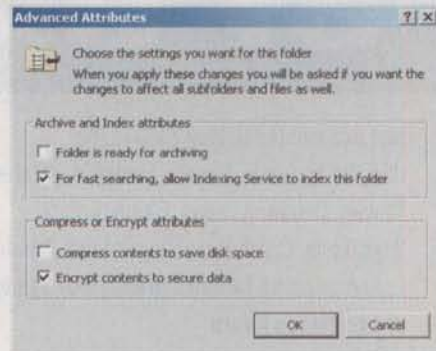 Advanced Attributes
Choose the settings you want for this folder
When you apply these changes you will be asked if you want the
changes to affect all subfolders and files as well.
Archive and Index attributes
Folder is ready for archiving
For fast searching, allow Indexing Service to index this folder
Compress or Encrypt attributes
Compress contents to save disk space
Encrypt contents to secure data
OK
Cancel